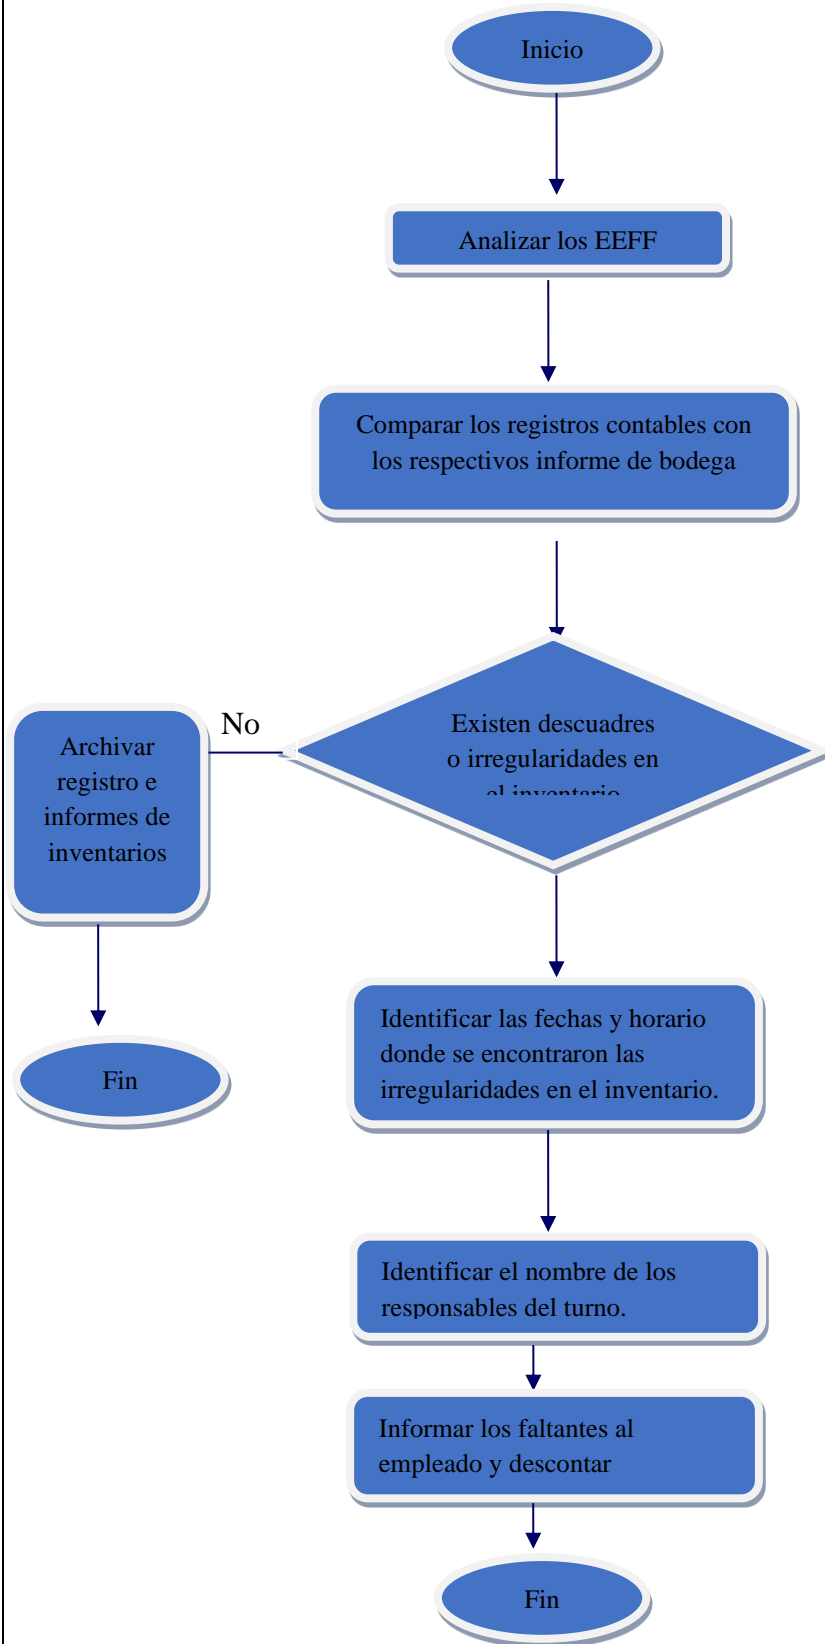 Inicio
Analizar los EEFF
Comparar los registros contables con
los respectivos informe de bodega
No
Existen descuadres
o irregularidades en
el inventario
Archivar
registro e
informes de
inventarios
Fin
Identificar las fechas y horario
donde se encontraron las
irregularidades en el inventario.
Identificar el nombre de los
responsables del turno.
Informar los faltantes al
empleado y descontar
Fin